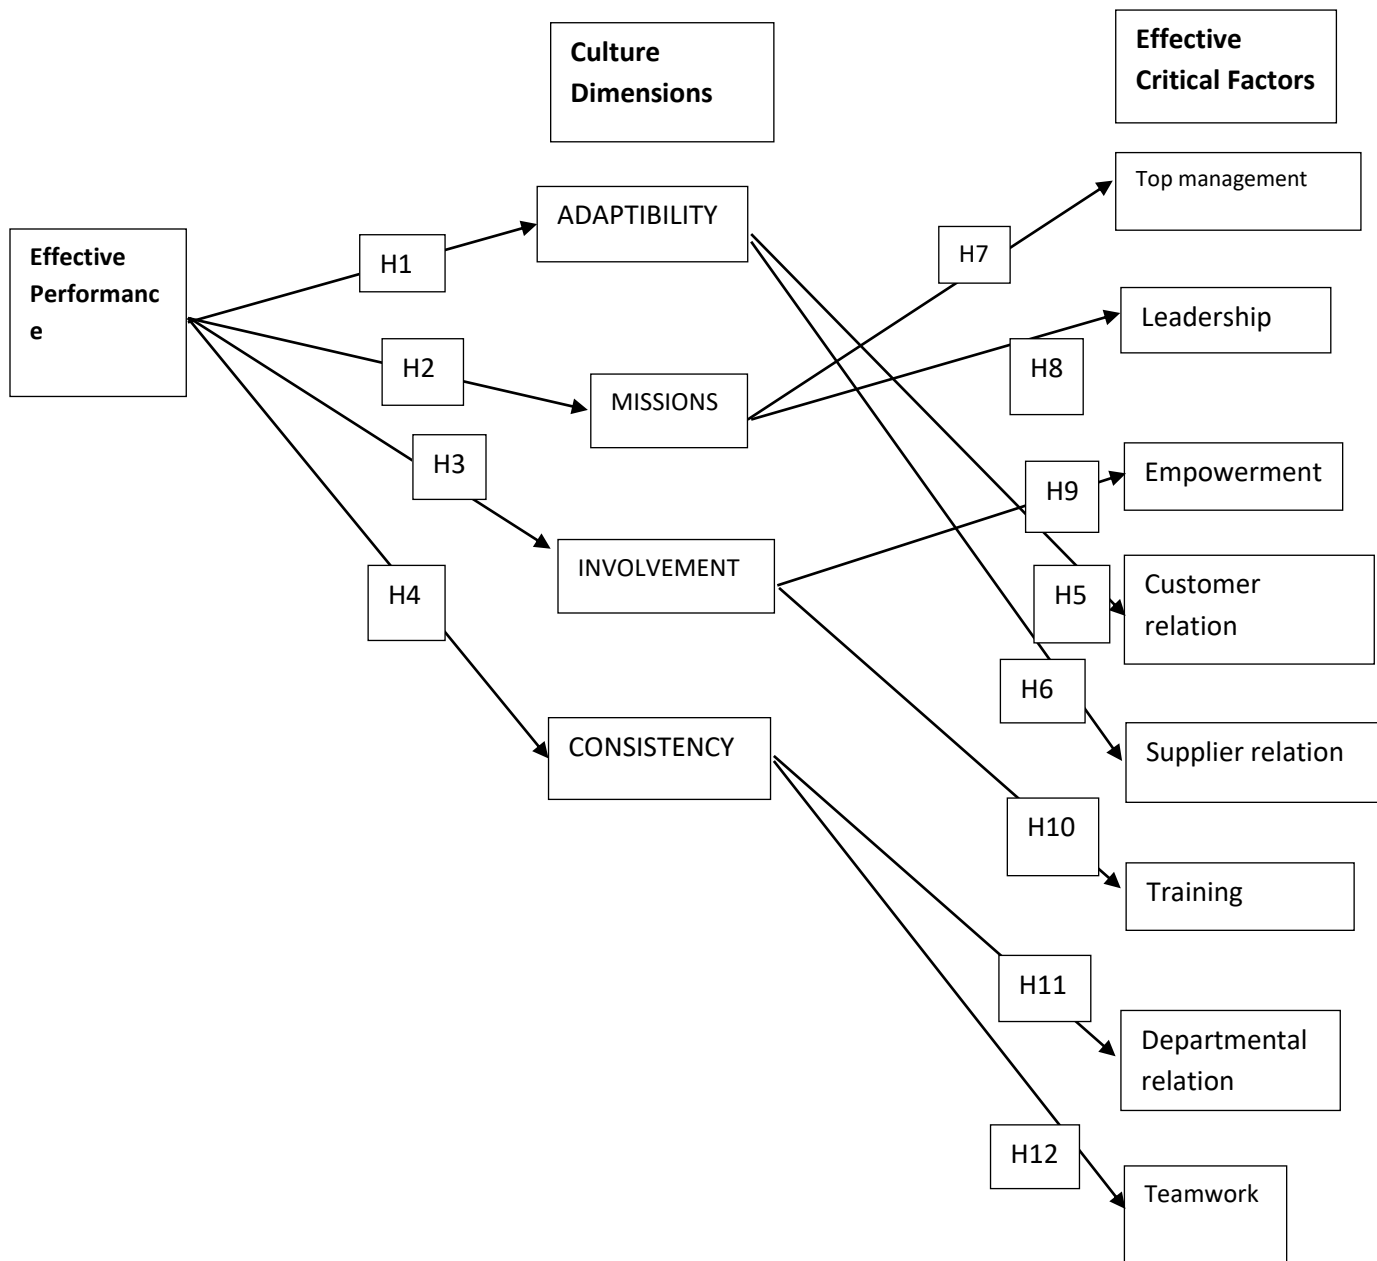 Culture
Dimensions
Effective
Critical Factors
Top management
ADAPTIBILITY
H7
Effective
Performanc
e
H1
Leadership
H2
H8
MISSIONS
H3
H9
Empowerment
INVOLVEMENT
H4
H5
Customer
relation
H6
CONSISTENCY
Supplier relation
H10
Training
H11
Departmental
relation
H12
Teamwork